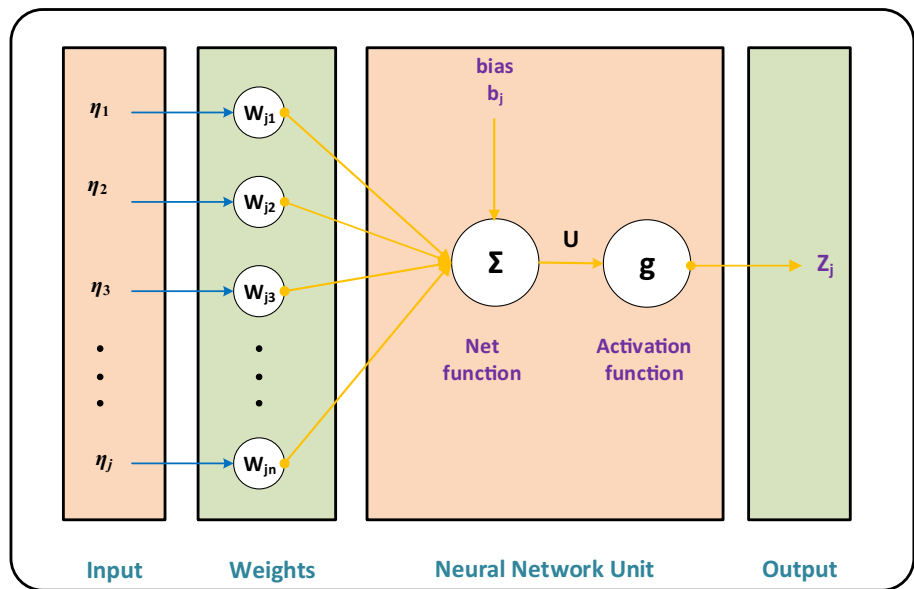 η1
η2
η3
ηj
Wj1
Wj2
Wj3
Wjn
bias
bj
Σ
U
g
Net
function
Activation
function
Zj
Input
Weights
Neural Network Unit
Output